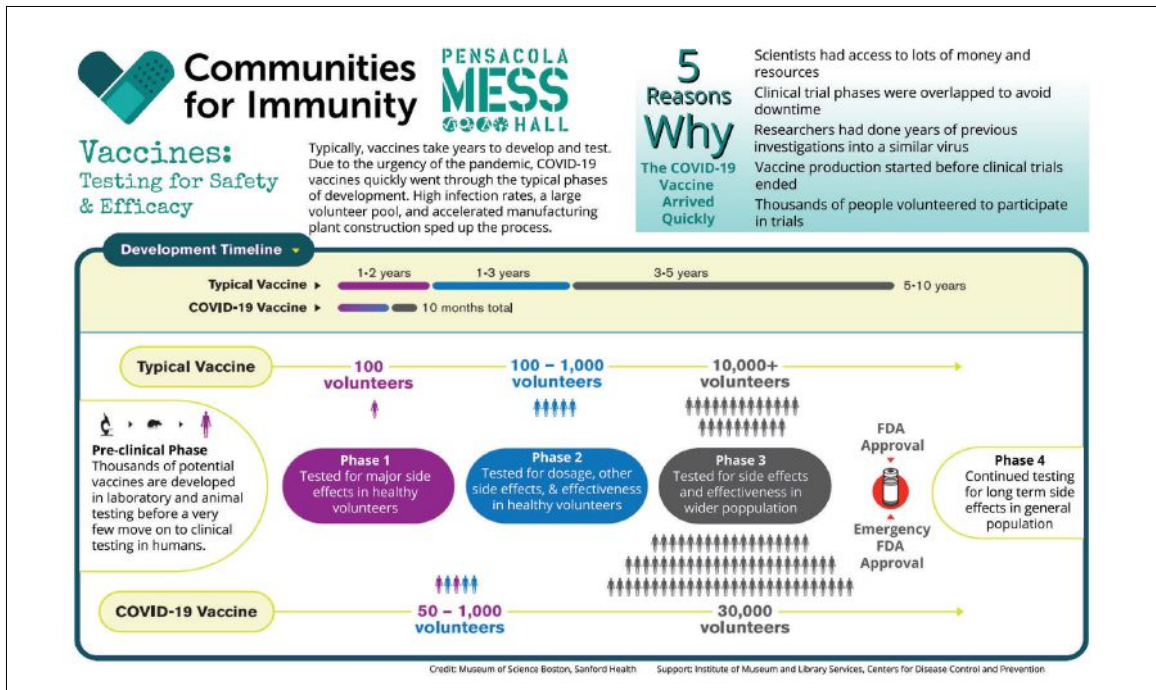 Communities
for Immunity
PENSACOLA
MESS
HALL
Vaccines:
Testing for Safety
& Efficacy
Typically, vaccines take years to develop and test.
Due to the urgency of the pandemic, COVID-19
vaccines quickly went through the typical phases
of development. High infection rates, a large
volunteer pool, and accelerated manufacturing
plant construction sped up the process.
5
Reasons
Why
The COVID-19
Vaccine
Arrived
Quickly
Scientists had access to lots of money and
resources
Clinical trial phases were overlapped to avoid
downtime
Researchers had done years of previous
investigations into a similar virus
Vaccine production started before clinical trials
ended
Thousands of people volunteered to participate
in trials
Development Timeline
1-2 years
1-3 years
3-5 years
Typical Vaccine
5-10 years
COVID-19 Vaccine
10 months total
Typical Vaccine
100
volunteers
100 – 1,000
volunteers
10,000+
volunteers
Pre-clinical Phase
Thousands of potential
vaccines are developed
in laboratory and animal
testing before a very
few move on to clinical
testing in humans.
Phase 1
Tested for major side
effects in healthy
volunteers
Phase 2
Tested for dosage, other
side effects, & effectiveness
in healthy volunteers
Phase 3
Tested for side effects
and effectiveness in
wider poppulation
FDA
Approval
Emergency
FDA
Approval
Phase 4
Continued testing
for long term side
effects in general
population
COVID-19 Vaccine
50 – 1,000
volunteers
30,000
volunteers
Credit: Museum of Science Boston, Sanford Health
Support: Institute of Museum and Library Services, Centers for Disease Control and Prevention